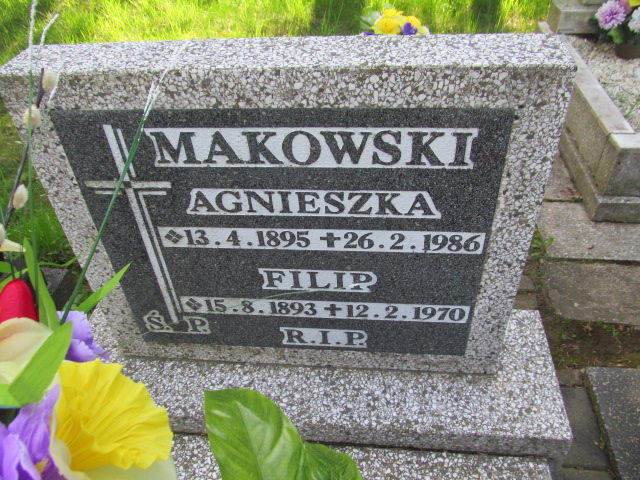 MAKOWSKI
AGNIESZKA
❖13.4.1895 ✝ 26.2.1986
FILIP
❖15.8.1893 ✝ 12.2.1970
Ś. P.
R.I.P.